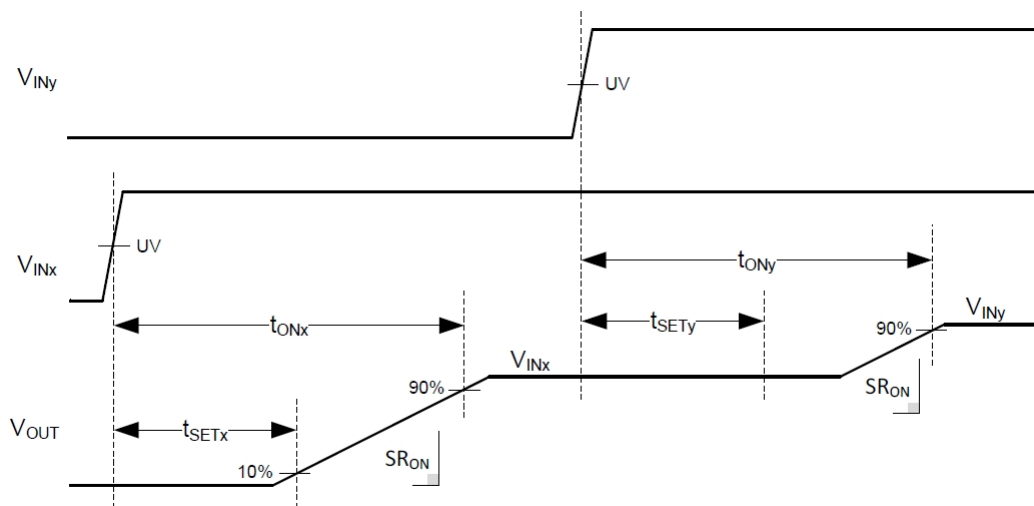 VINy
UV
UV
VINx
tONy
tONx
VINy
tSETy
90%
VINx
90%
SRON
VOUT
tSETx
SRON
10%